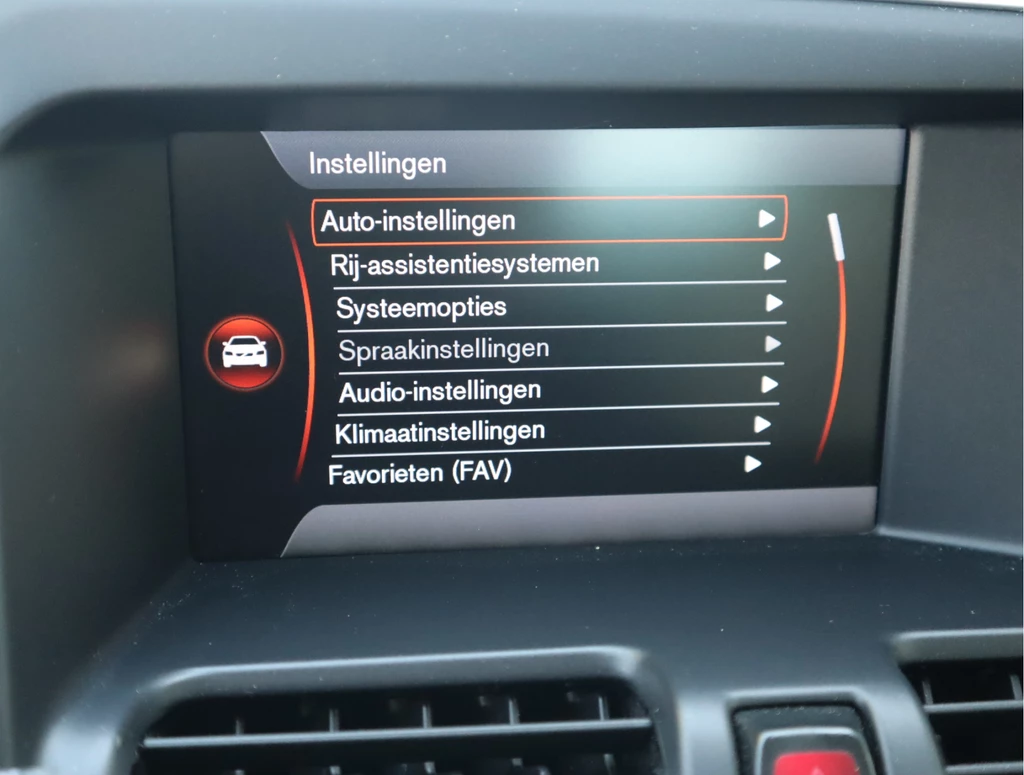 Instellingen
Auto-instellingen
Rij-assistentiesystemen
Systeemopties
Spraakinstellingen
Audio-instellingen
Klimaatinstellingen
Favorieten (FAV)